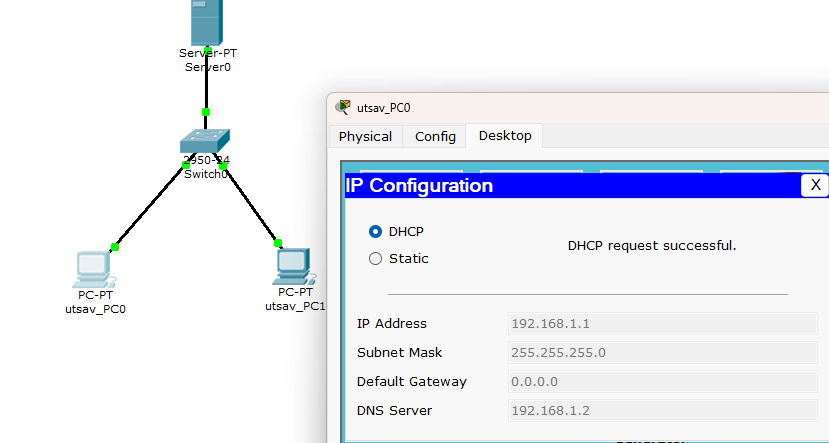 Server-PT
Server0
2950-24
Switch0
PC-PT
utsav_PC0
PC-PT
utsav_PC1
utsav_PC0
Physical Config Desktop
IP Configuration X
DHCP
Static
DHCP request successful.
IP Address 192.168.1.1
Subnet Mask 255.255.255.0
Default Gateway 0.0.0.0
DNS Server 192.168.1.2